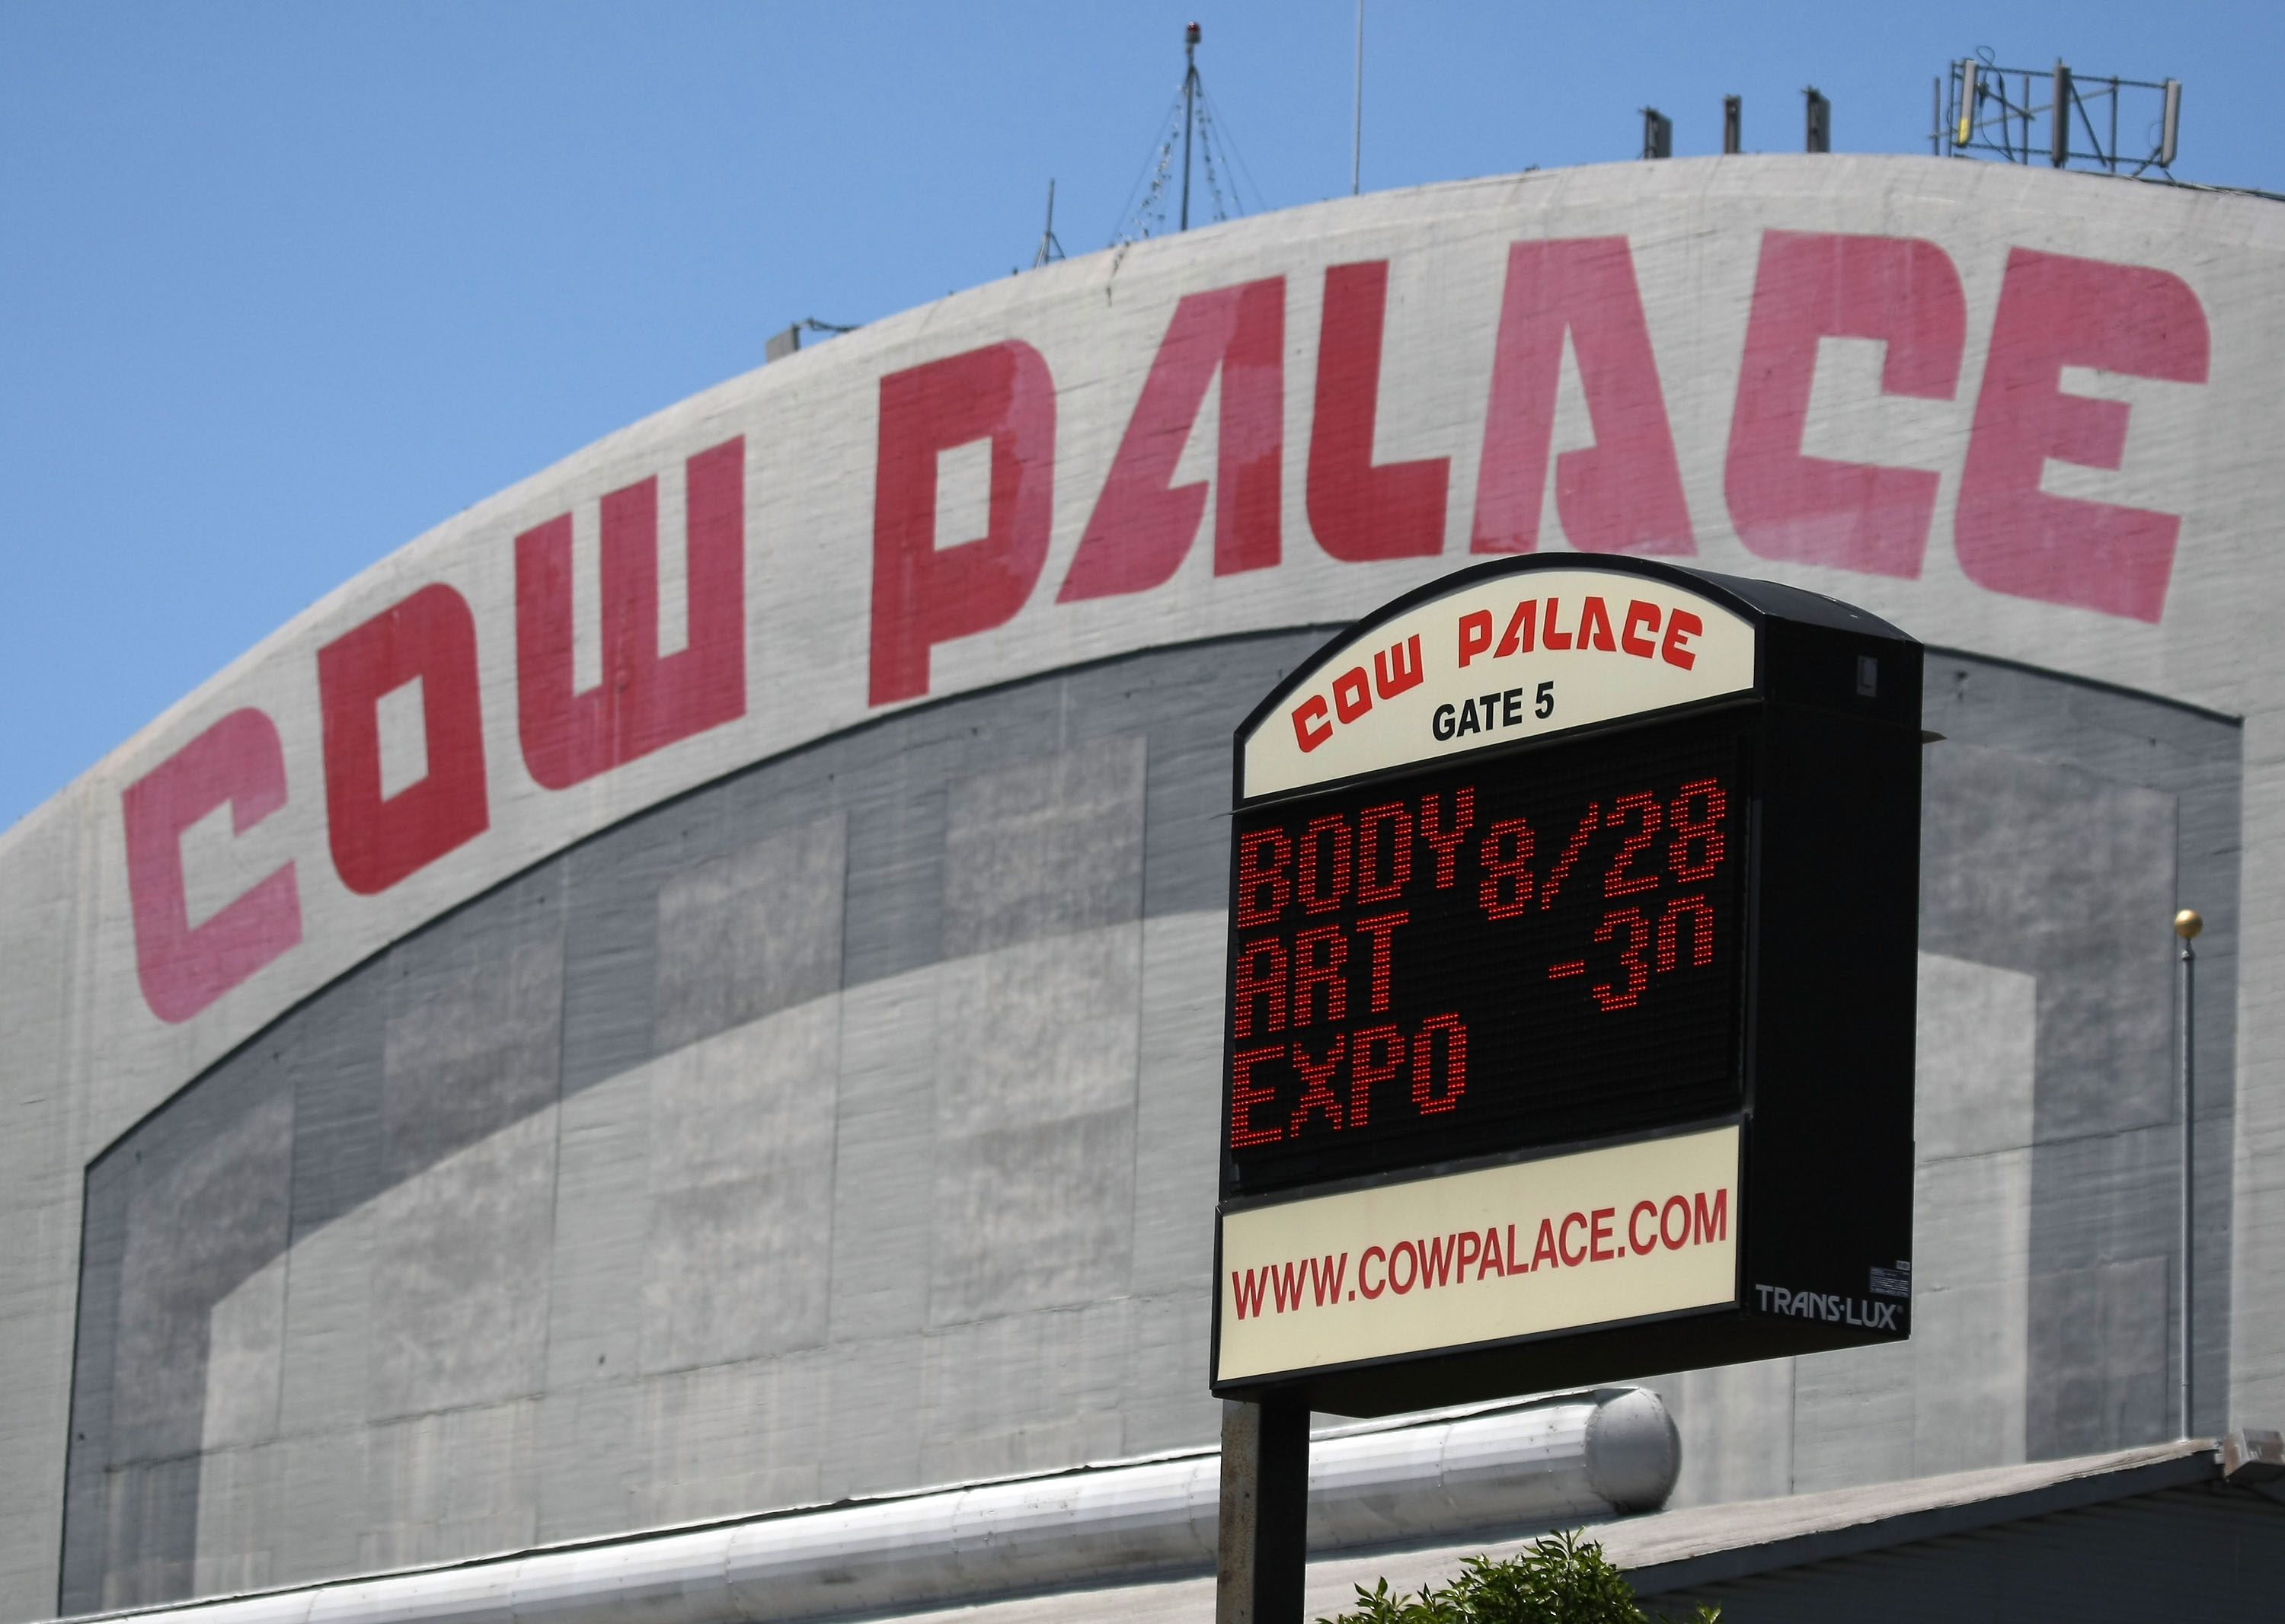 COW PALACE
COW PALACE
GATE 5
BODY 8/28
ART -30
EXPO
WWW.COWPALACE.COM
TRANS·LUX®